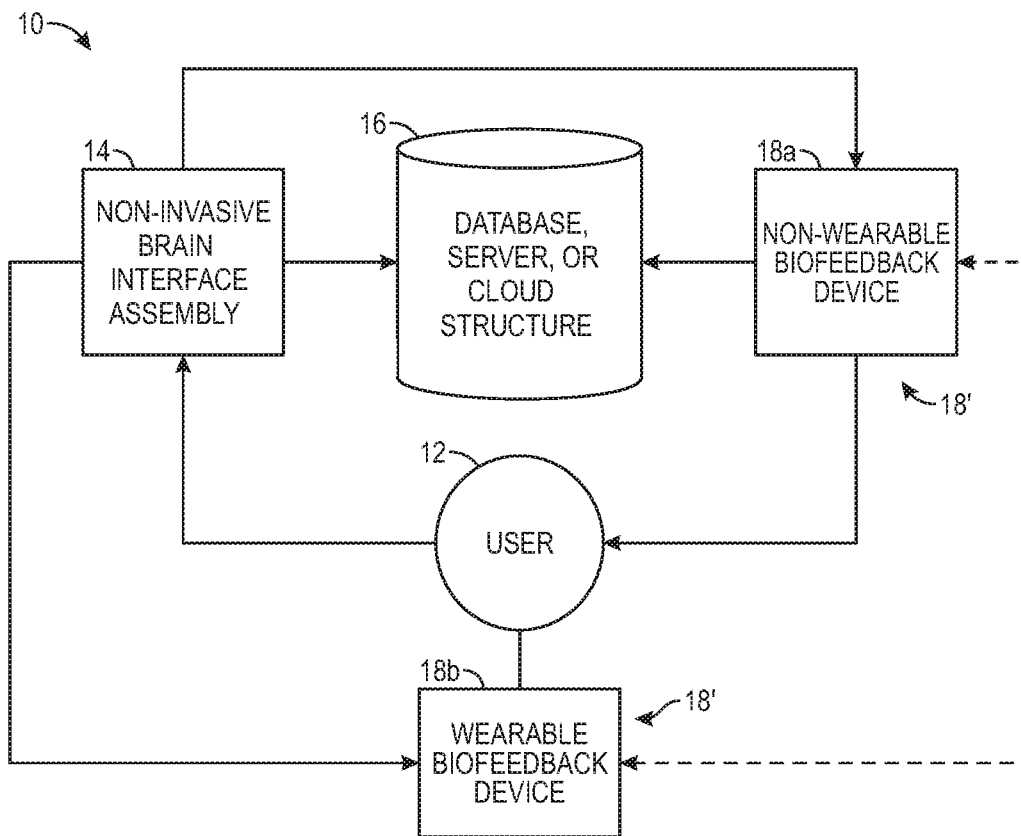 10
14
NON-INVASIVE
BRAIN
INTERFACE
ASSEMBLY
16
DATABASE,
SERVER, OR
CLOUD
STRUCTURE
18a
NON-WEARABLE
BIOFEEDBACK
DEVICE
18'
12
USER
18b
WEARABLE
BIOFEEDBACK
DEVICE
18'